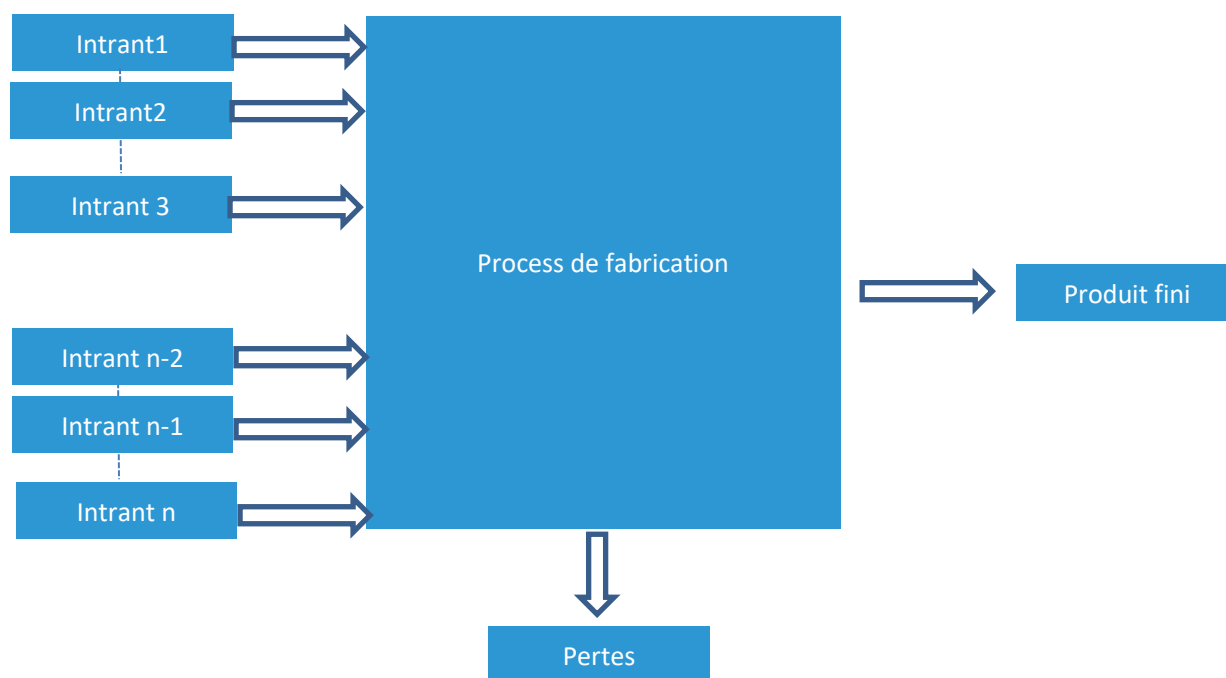 Intrant1
Intrant2
Intrant 3
Process de fabrication
Produit fini
Intrant n-2
Intrant n-1
Intrant n
Pertes